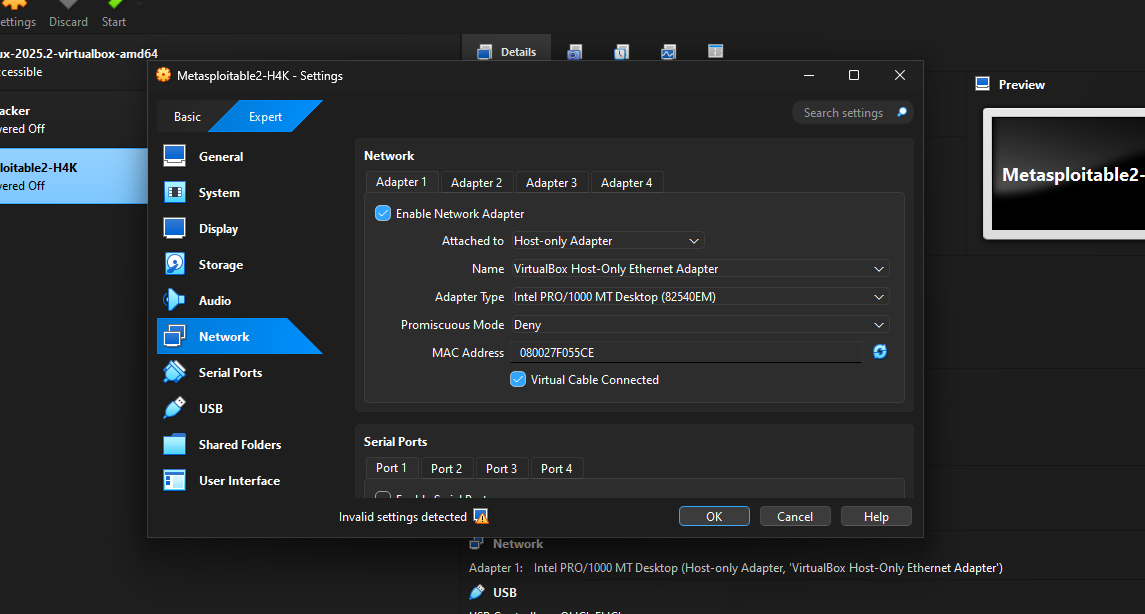 ettings Discard Start
ux-2025.2-virtualbox-amd64
ccessible
acker
vered Off
ploitable2-H4K
vered Off
Details
Preview
Metasploitable2-
Metasploitable2-H4K - Settings
Basic Expert
Search settings
General
System
Display
Storage
Audio
Network
Serial Ports
USB
Shared Folders
User Interface
Network
Adapter 1 Adapter 2 Adapter 3 Adapter 4
Enable Network Adapter
Attached to Host-only Adapter
Name VirtualBox Host-Only Ethernet Adapter
Adapter Type Intel PRO/1000 MT Desktop (82540EM)
Promiscuous Mode Deny
MAC Address 080027F055CE
Virtual Cable Connected
Serial Ports
Port 1 Port 2 Port 3 Port 4
Enable Serial Port
Invalid settings detected
OK Cancel Help
Network
Adapter 1: Intel PRO/1000 MT Desktop (Host-only Adapter, 'VirtualBox Host-Only Ethernet Adapter')
USB